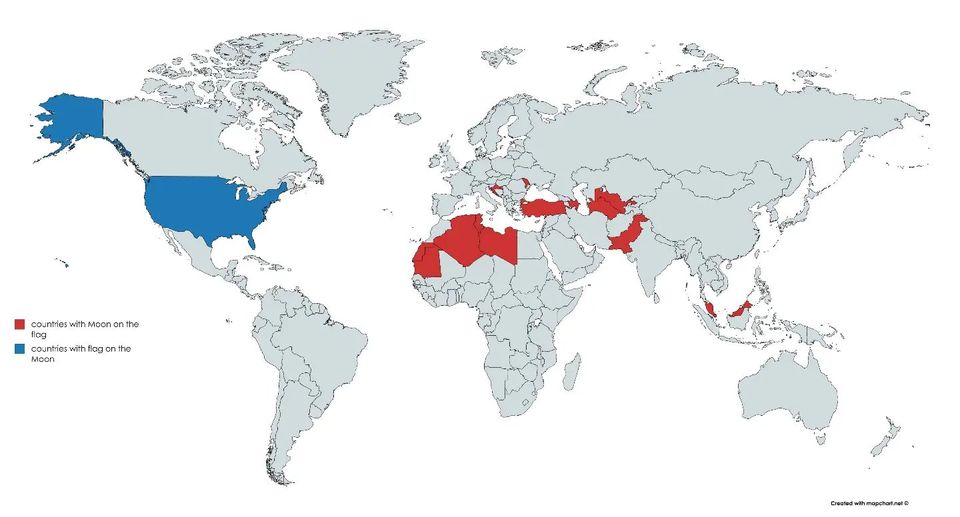 countries with Moon on the
flag
countries with flag on the
Moon
Created with mapchart.net ©